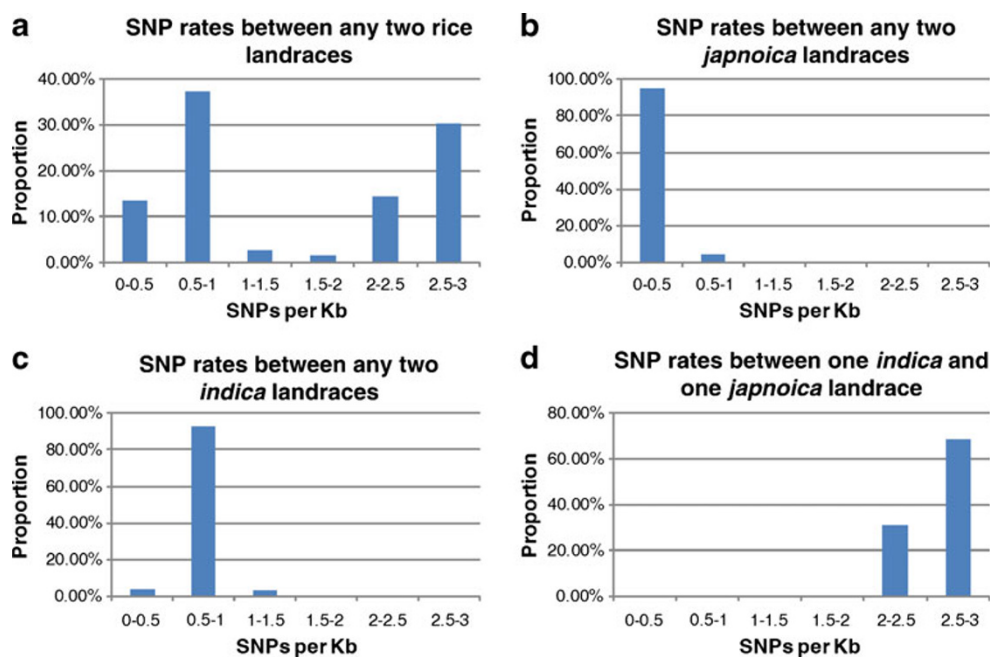 a
SNP rates between any two rice
landraces
40.00%
30.00%
20.00%
10.00%
0.00%
Proportion
0-0.5 0.5-1 1-1.5 1.5-2 2-2.5 2.5-3
SNPs per Kb
b
SNP rates between any two
japnoica landraces
100.00%
80.00%
60.00%
40.00%
20.00%
0.00%
Proportion
0-0.5 0.5-1 1-1.5 1.5-2 2-2.5 2.5-3
SNPs per Kb
c
SNP rates between any two
indica landraces
100.00%
80.00%
60.00%
40.00%
20.00%
0.00%
Proportion
0-0.5 0.5-1 1-1.5 1.5-2 2-2.5 2.5-3
SNPs per Kb
d
SNP rates between one indica and
one japnoica landrace
80.00%
60.00%
40.00%
20.00%
0.00%
Proportion
0-0.5 0.5-1 1-1.5 1.5-2 2-2.5 2.5-3
SNPs per Kb